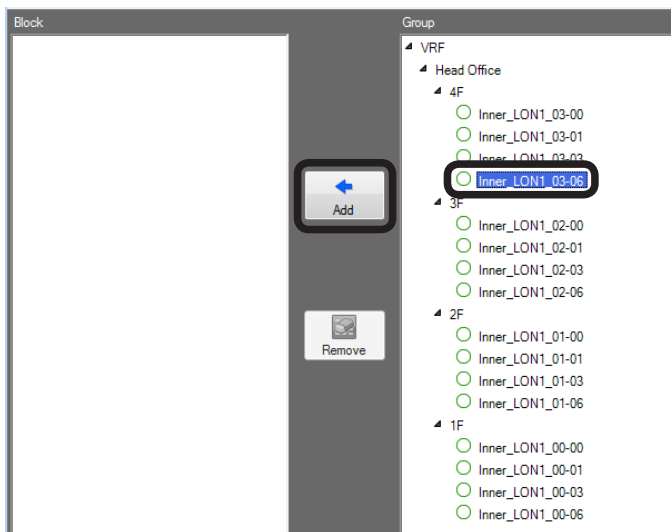 Block
Group
VRF
Head Office
4F
Inner_LON1_03-00
Inner_LON1_03-01
Inner_LON1_03-03
Inner_LON1_03-06
3F
Inner_LON1_02-00
Inner_LON1_02-01
Inner_LON1_02-03
Inner_LON1_02-06
2F
Inner_LON1_01-00
Inner_LON1_01-01
Inner_LON1_01-03
Inner_LON1_01-06
1F
Inner_LON1_00-00
Inner_LON1_00-01
Inner_LON1_00-03
Inner_LON1_00-06
Add
Remove